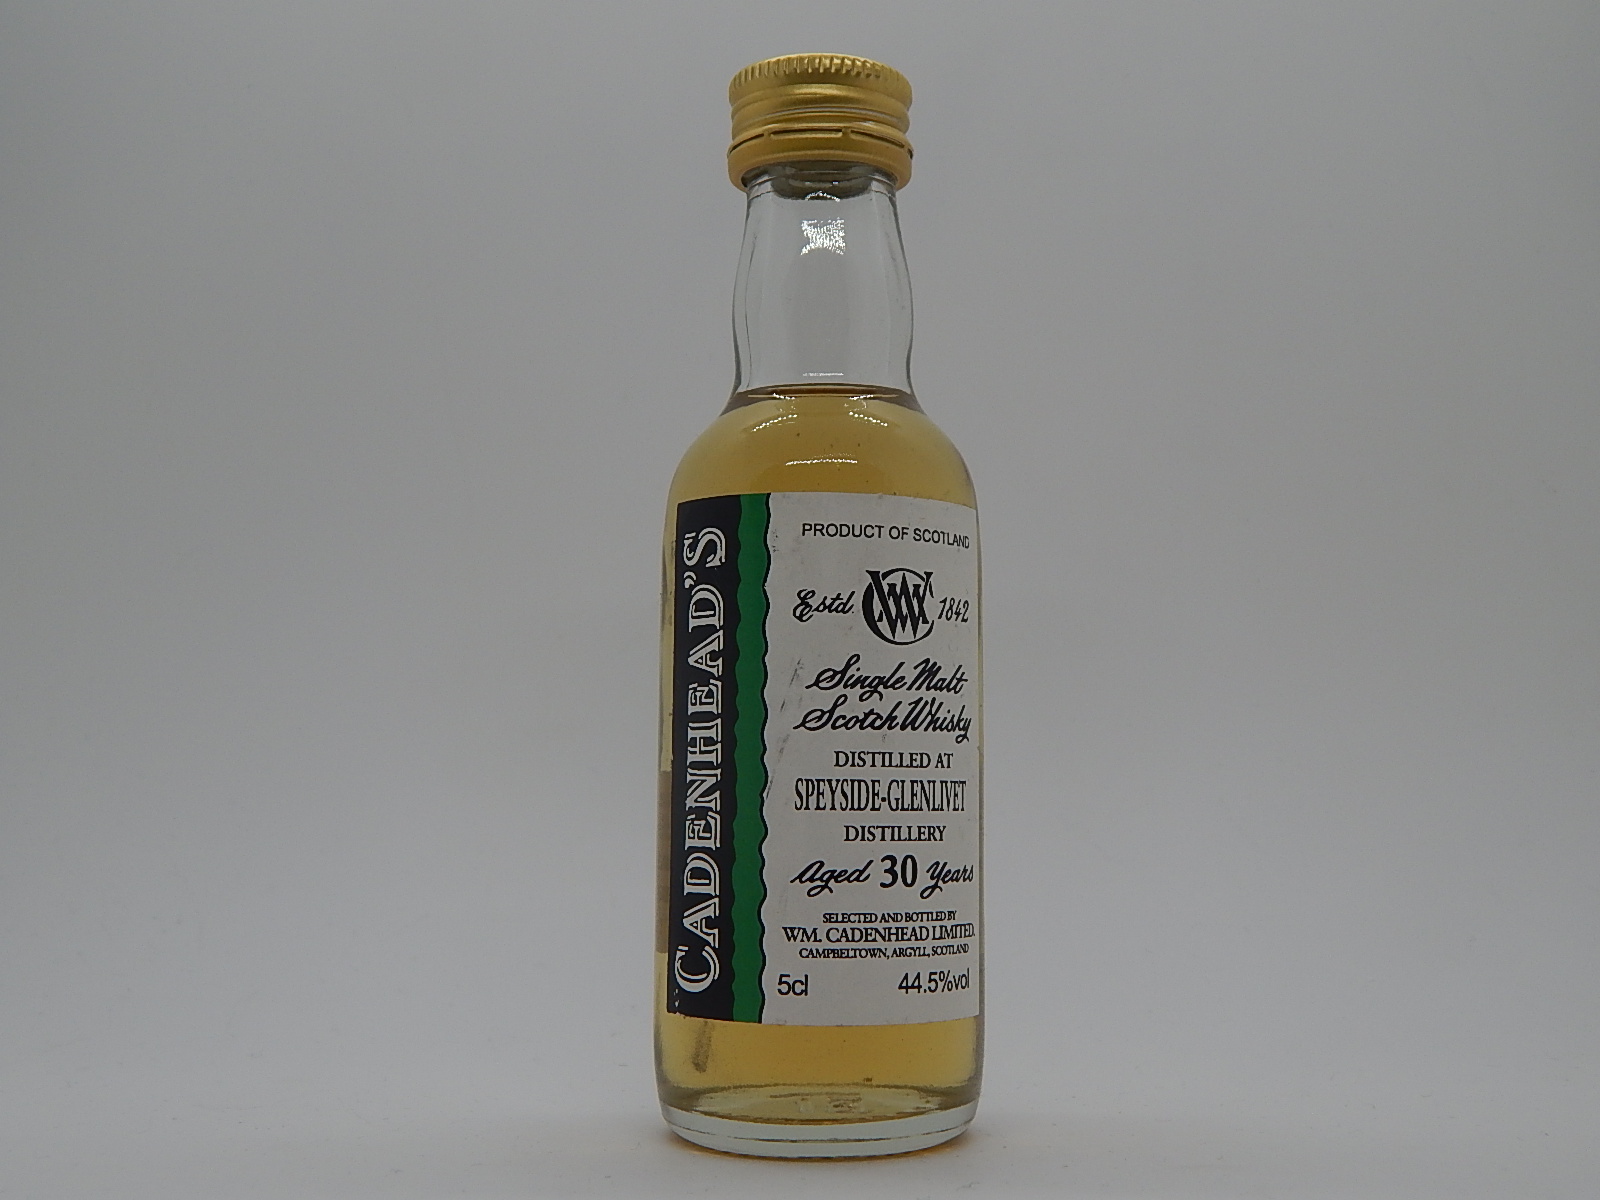 CADENHEAD'S
PRODUCT OF SCOTLAND
Estd. WC 1842
Single Malt
Scotch Whisky
DISTILLED AT
SPEYSIDE-GLENLIVET
DISTILLERY
Aged 30 Years
SELECTED AND BOTTLED BY
WM. CADENHEAD LIMITED.
CAMPBELTOWN, ARGYLL, SCOTLAND
5cl 44.5%vol